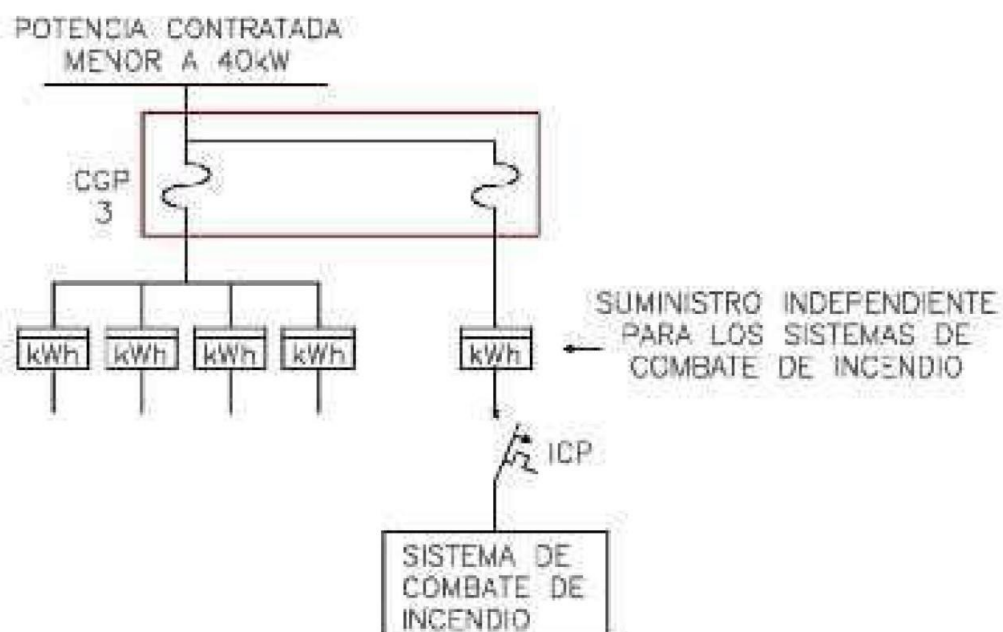 POTENCIA CONTRATADA
MENOR A 40kW
CGP
3
kWh
kWh
kWh
kWh
kWh
SUMINISTRO INDEPENDIENTE
PARA LOS SISTEMAS DE
COMBATE DE INCENDIO
ICP
SISTEMA DE
COMBATE DE
INCENDIO